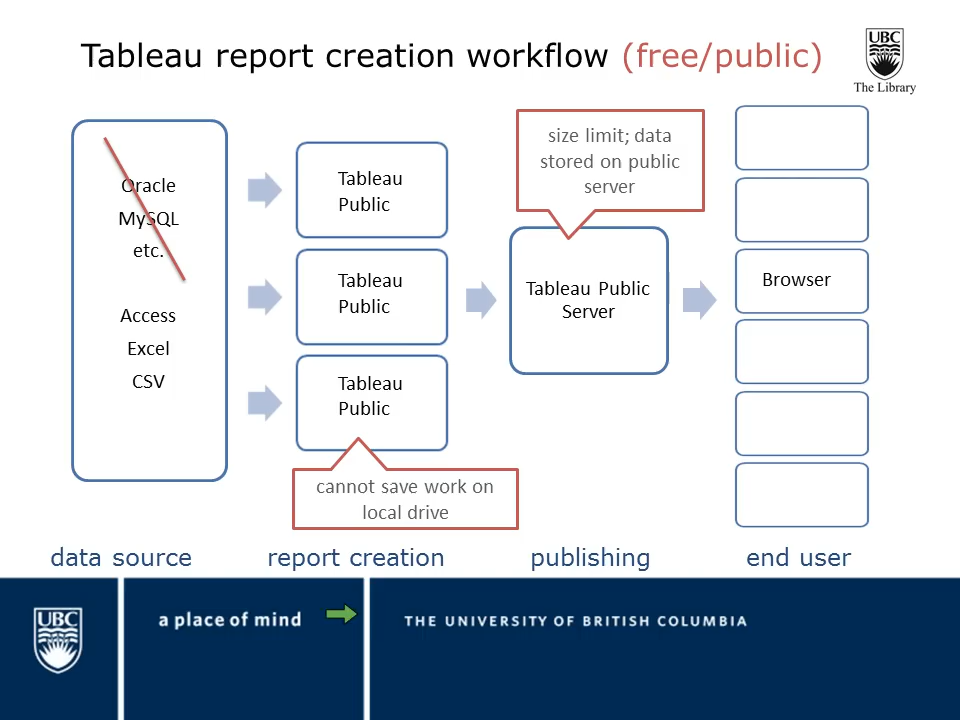 Tableau report creation workflow (free/public)
UBC
The Library
Oracle
MySQL
etc.
Access
Excel
CSV
Tableau
Public
Tableau
Public
Tableau
Public
cannot save work on
local drive
size limit; data
stored on public
server
Tableau Public
Server
Browser
data source
report creation
publishing
end user
UBC
a place of mind
THE UNIVERSITY OF BRITISH COLUMBIA